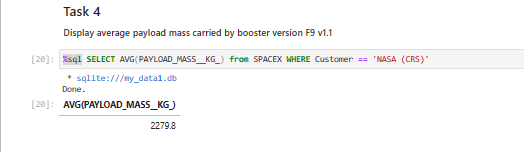 Task 4
Display average payload mass carried by booster version F9 v1.1
[20]: %sql SELECT AVG(PAYLOAD_MASS__KG_) from SPACEX WHERE Customer == 'NASA (CRS)'
* sqlite:///my_data1.db
Done.
[20]: AVG(PAYLOAD_MASS__KG_)
2279.8